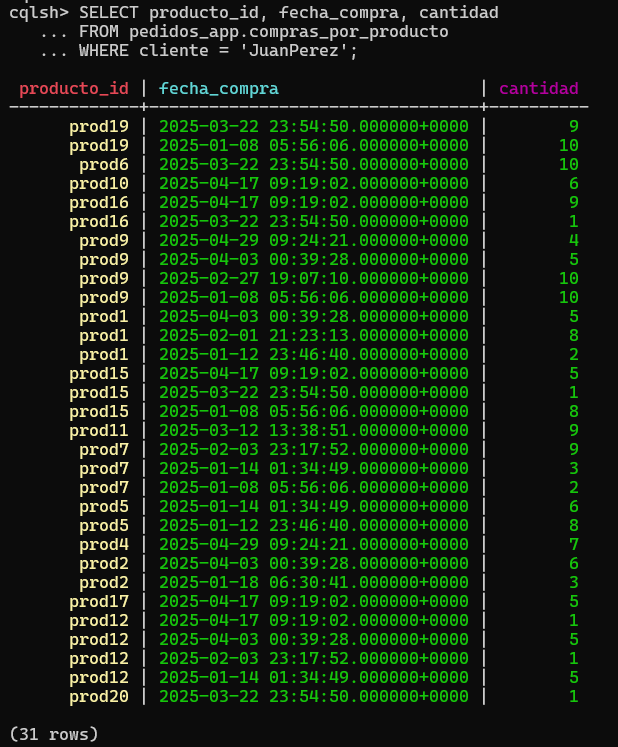 cqlsh> SELECT producto_id, fecha_compra, cantidad
   ... FROM pedidos_app.compras_por_producto
   ... WHERE cliente = 'JuanPerez';

 producto_id | fecha_compra                    | cantidad
-------------+---------------------------------+----------
      prod19 | 2025-03-22 23:54:50.000000+0000 |        9
      prod19 | 2025-01-08 05:56:06.000000+0000 |       10
       prod6 | 2025-03-22 23:54:50.000000+0000 |       10
      prod10 | 2025-04-17 09:19:02.000000+0000 |        6
      prod16 | 2025-04-17 09:19:02.000000+0000 |        9
      prod16 | 2025-03-22 23:54:50.000000+0000 |        1
       prod9 | 2025-04-29 09:24:21.000000+0000 |        4
       prod9 | 2025-04-03 00:39:28.000000+0000 |        5
       prod9 | 2025-02-27 19:07:10.000000+0000 |       10
       prod9 | 2025-01-08 05:56:06.000000+0000 |       10
       prod1 | 2025-04-03 00:39:28.000000+0000 |        5
       prod1 | 2025-02-01 21:23:13.000000+0000 |        8
       prod1 | 2025-01-12 23:46:40.000000+0000 |        2
      prod15 | 2025-04-17 09:19:02.000000+0000 |        5
      prod15 | 2025-03-22 23:54:50.000000+0000 |        1
      prod15 | 2025-01-08 05:56:06.000000+0000 |        8
      prod11 | 2025-03-12 13:38:51.000000+0000 |        9
       prod7 | 2025-02-03 23:17:52.000000+0000 |        9
       prod7 | 2025-01-14 01:34:49.000000+0000 |        3
       prod7 | 2025-01-08 05:56:06.000000+0000 |        2
       prod5 | 2025-01-14 01:34:49.000000+0000 |        6
       prod5 | 2025-01-12 23:46:40.000000+0000 |        8
       prod4 | 2025-04-29 09:24:21.000000+0000 |        7
       prod2 | 2025-04-03 00:39:28.000000+0000 |        6
       prod2 | 2025-01-18 06:30:41.000000+0000 |        3
      prod17 | 2025-04-17 09:19:02.000000+0000 |        5
      prod12 | 2025-04-17 09:19:02.000000+0000 |        1
      prod12 | 2025-04-03 00:39:28.000000+0000 |        5
      prod12 | 2025-02-03 23:17:52.000000+0000 |        1
      prod12 | 2025-01-14 01:34:49.000000+0000 |        5
      prod20 | 2025-03-22 23:54:50.000000+0000 |        1

(31 rows)